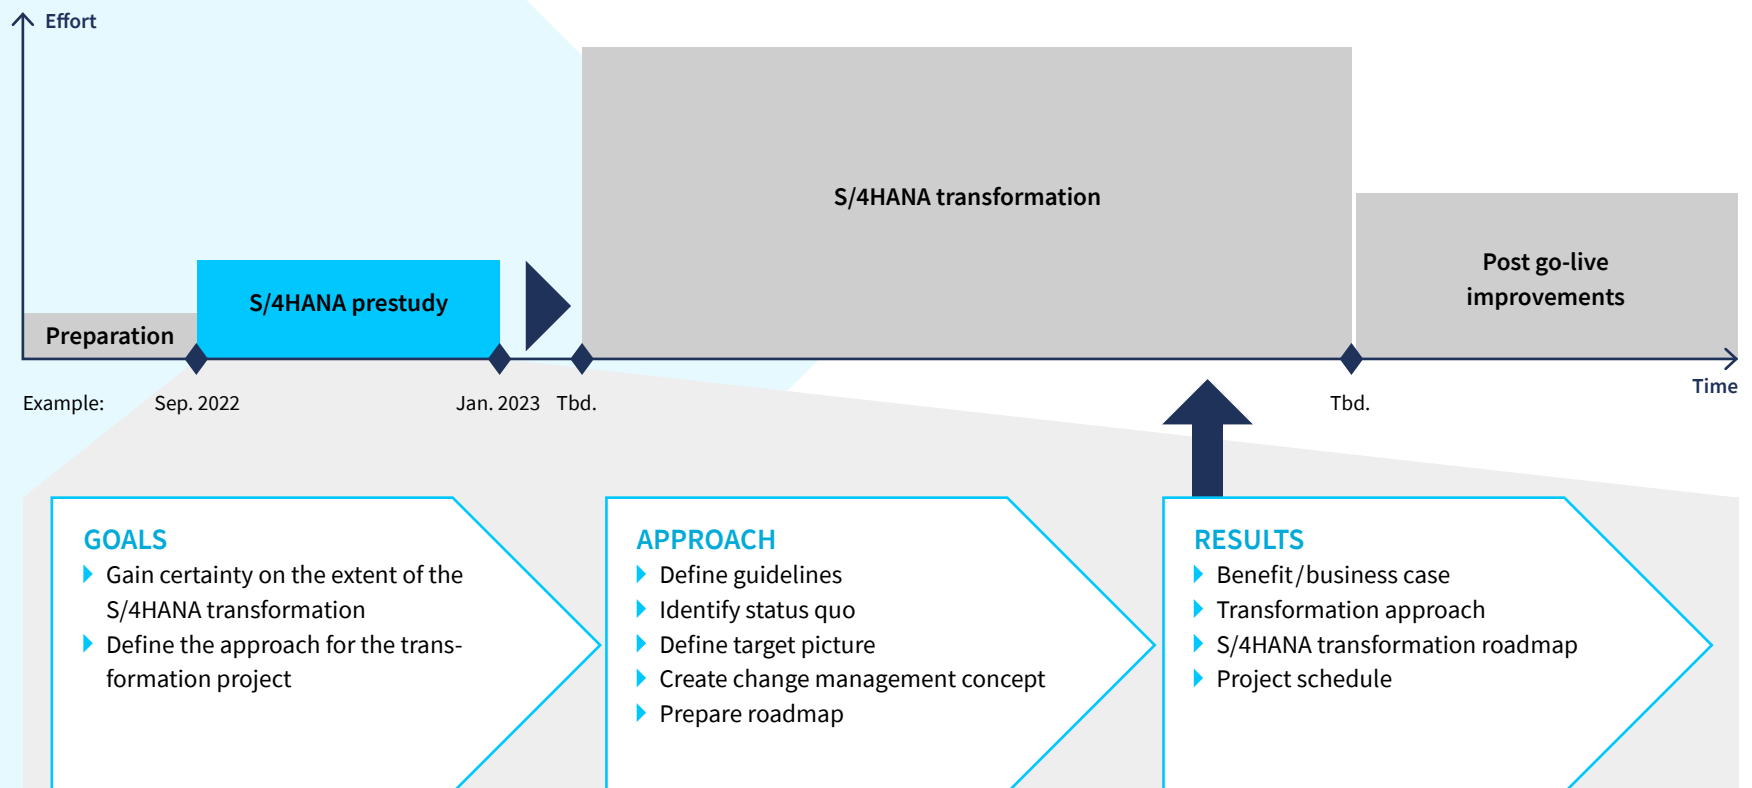 Effort
S/4HANA transformation
Post go-live
improvements
S/4HANA prestudy
Preparation
Time
Example:
Sep. 2022
Jan. 2023
Tbd.
Tbd.
GOALS
Gain certainty on the extent of the
S/4HANA transformation
Define the approach for the trans-
formation project
APPROACH
Define guidelines
Identify status quo
Define target picture
Create change management concept
Prepare roadmap
RESULTS
Benefit/business case
Transformation approach
S/4HANA transformation roadmap
Project schedule